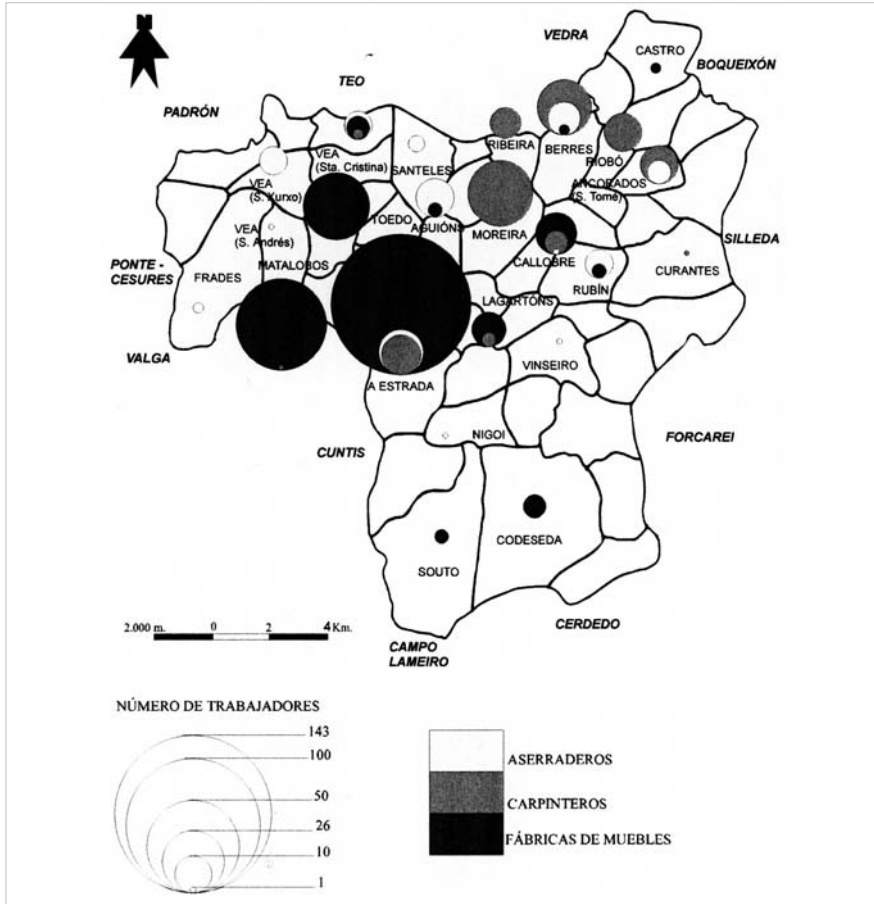 N
VEDRA
CASTRO
BOQUEIXÓN
TEO
PADRÓN
RIBEIRA
BERRES
RIOBÓ
VEA
(Sta. Cristina)
SANTELES
VEA
(S. Xurxo)
ANCORADOS
(S. Tomé)
TOEDO
AGUIÓNS
MOREIRA
VEA
(S. Andrés)
SILLEDA
PONTE -
CESURES
FRADES
MATALOBOS
CALLOBRE
RUBÍN
CURANTES
LAGARTÓNS
VALGA
VINSEIRO
A ESTRADA
NIGOI
FORCAREI
CUNTIS
CODESEDA
SOUTO
CERDEDO
2.000 m. 0 2 4 Km.
CAMPO
LAMEIRO
NÚMERO DE TRABAJADORES
143
100
50
26
10
1
ASERRADEROS
CARPINTEROS
FÁBRICAS DE MUEBLES